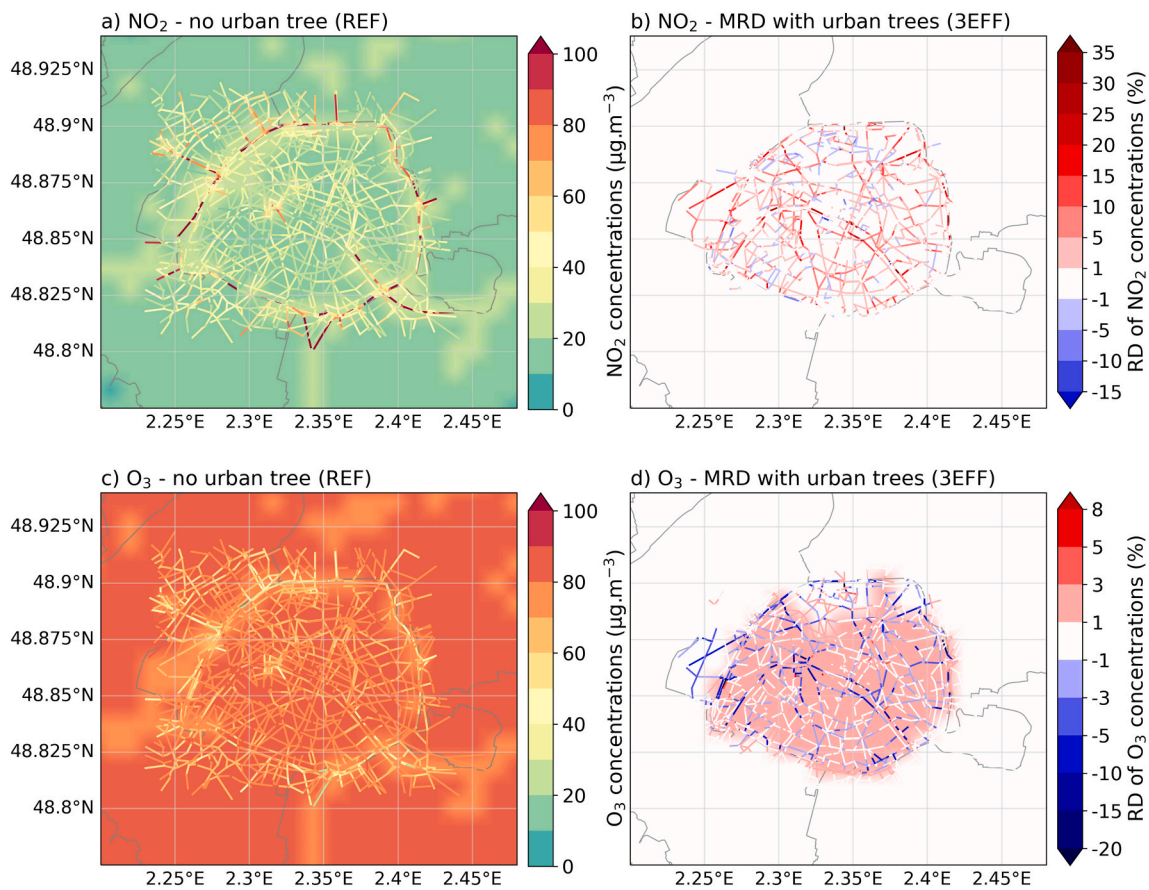 a) NO₂ - no urban tree (REF)
b) NO₂ - MRD with urban trees (3EFF)
48.925°N
48.9°N
48.875°N
48.85°N
48.825°N
48.8°N
2.25°E 2.3°E 2.35°E 2.4°E 2.45°E
100
80
60
40
20
0
NO₂ concentrations (µg.m⁻³)
2.25°E 2.3°E 2.35°E 2.4°E 2.45°E
35
25
20
15
10
5
1
-1
-5
-10
-15
RD of NO₂ concentrations (%)
c) O₃ - no urban tree (REF)
d) O₃ - MRD with urban trees (3EFF)
48.925°N
48.9°N
48.875°N
48.85°N
48.825°N
48.8°N
2.25°E 2.3°E 2.35°E 2.4°E 2.45°E
100
80
60
40
20
0
O₃ concentrations (µg.m⁻³)
2.25°E 2.3°E 2.35°E 2.4°E 2.45°E
8
5
3
1
-1
-3
-5
-10
-15
-20
RD of O₃ concentrations (%)